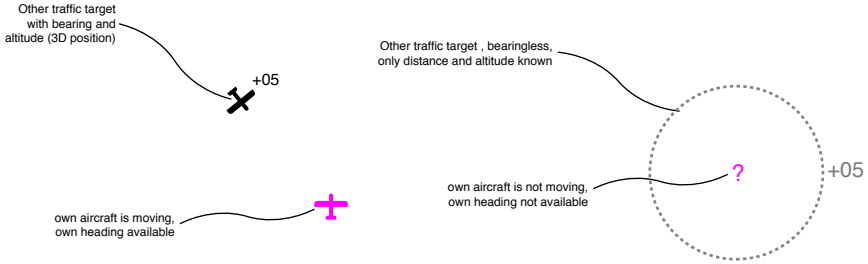 Other traffic target
with bearing and
altitude (3D position)
+05
own aircraft is moving,
own heading available
Other traffic target , bearingless,
only distance and altitude known
+05
?
own aircraft is not moving,
own heading not available